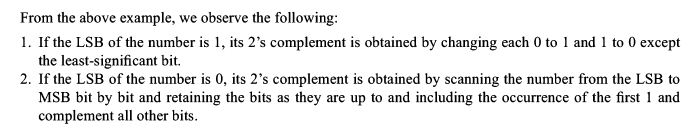 From the above example, we observe the following:
1. If the LSB of the number is 1, its 2’s complement is obtained by changing each 0 to 1 and 1 to 0 except
the least-significant bit.
2. If the LSB of the number is 0, its 2’s complement is obtained by scanning the number from the LSB to
MSB bit by bit and retaining the bits as they are up to and including the occurrence of the first 1 and
complement all other bits.